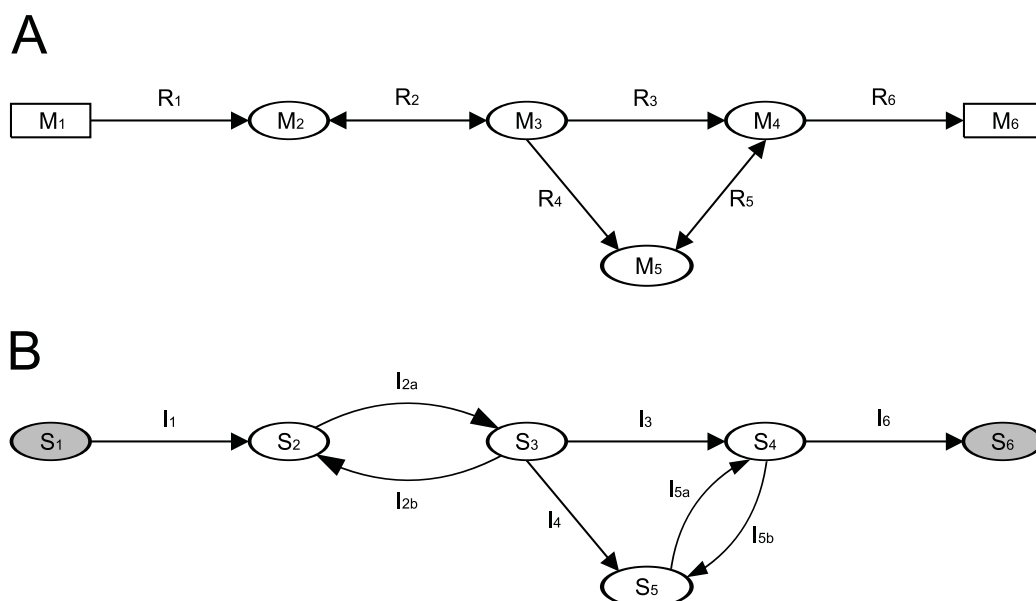 A
R1 R2 R3 R6
M1 M2 M3 M4 M6
R4 R5
M5
B
I2a
I1 I3 I6
S1 S2 S3 S4 S6
I2b I5a
I4 I5b
S5